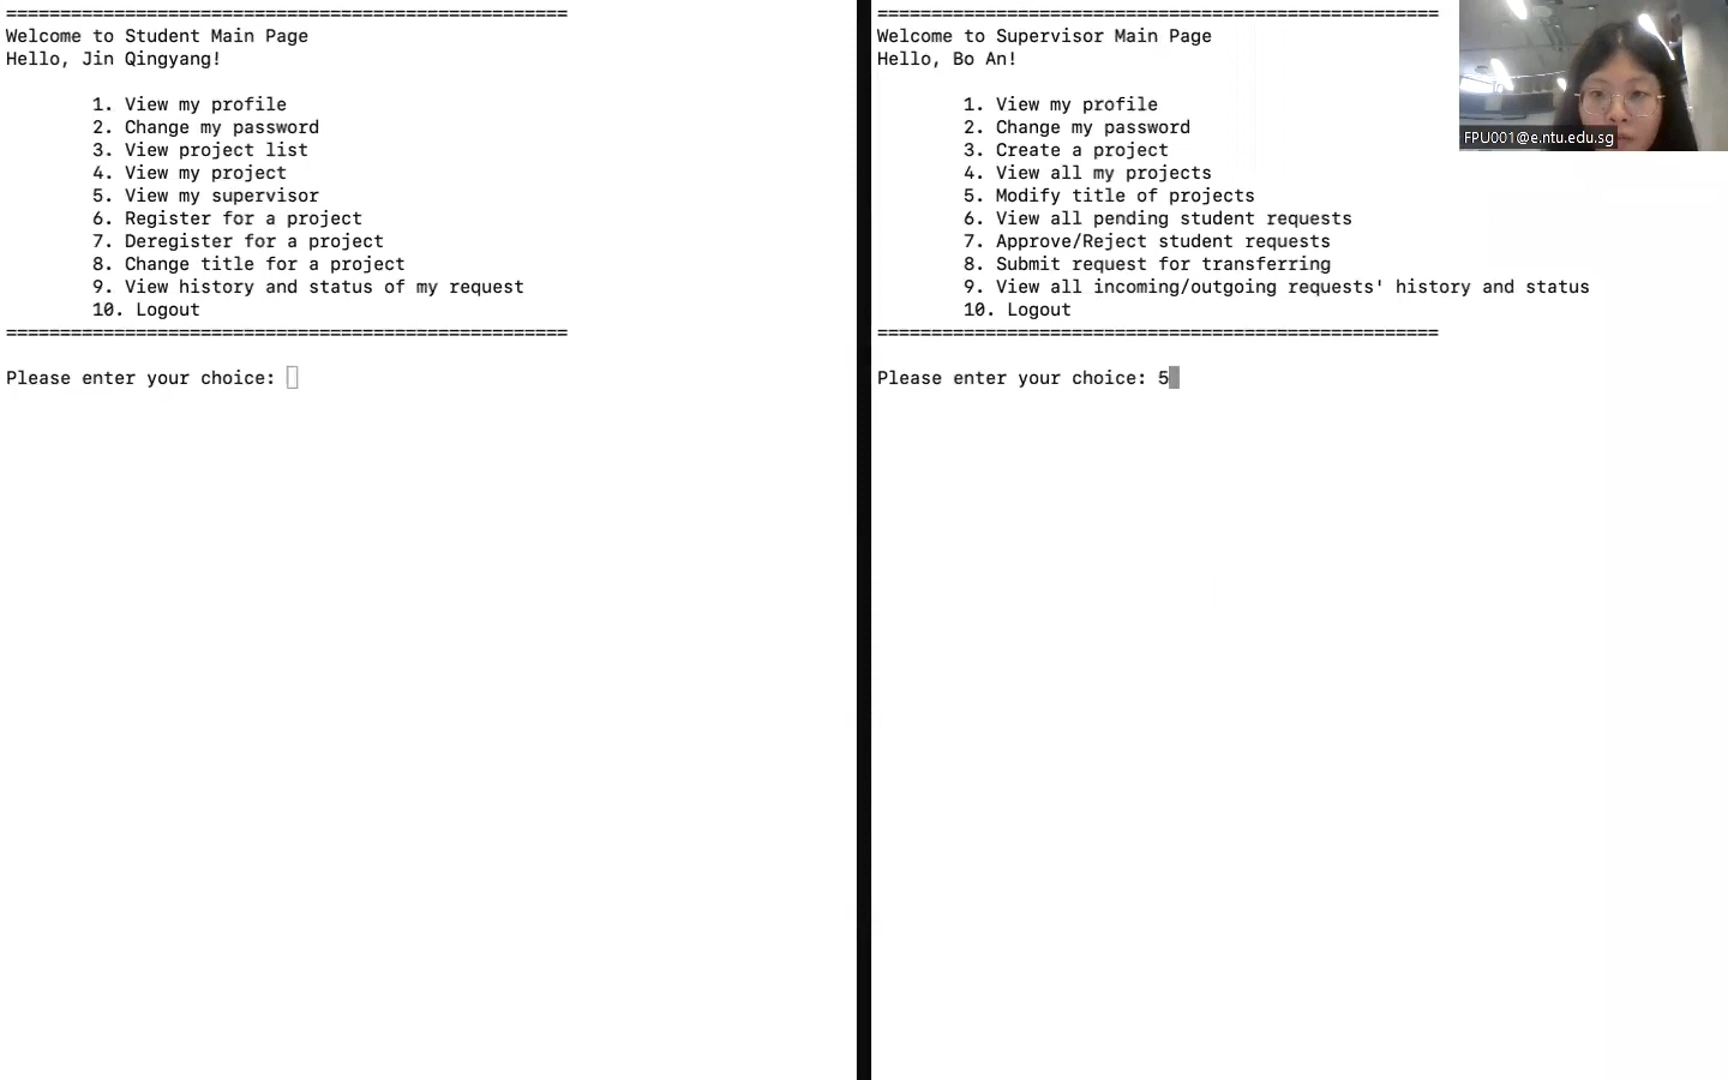 ====================================================
Welcome to Student Main Page
Hello, Jin Qingyang!
1. View my profile
2. Change my password
3. View project list
4. View my project
5. View my supervisor
6. Register for a project
7. Deregister for a project
8. Change title for a project
9. View history and status of my request
10. Logout
====================================================
Please enter your choice:
====================================================
Welcome to Supervisor Main Page
Hello, Bo An!
1. View my profile
2. Change my password
3. Create a project
4. View all my projects
5. Modify title of projects
6. View all pending student requests
7. Approve/Reject student requests
8. Submit request for transferring
9. View all incoming/outgoing requests' history and status
10. Logout
====================================================
Please enter your choice: 5
FPU001@e.ntu.edu.sg